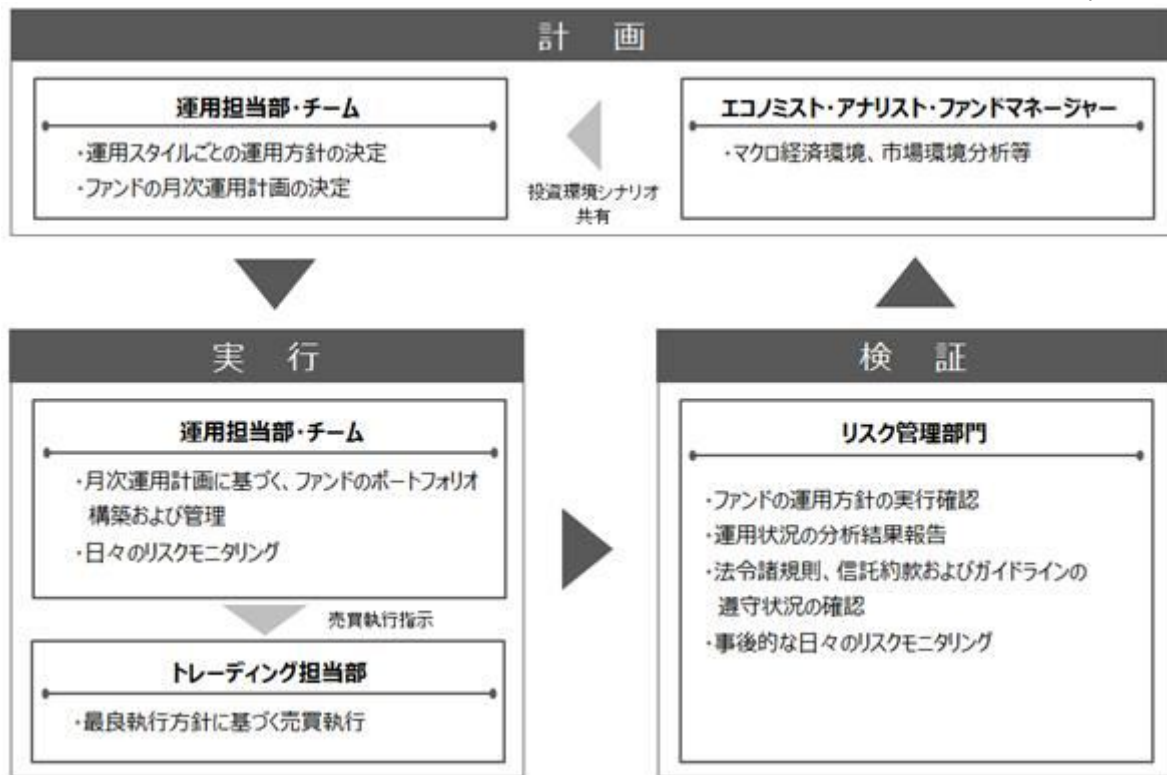 計 画
運用担当部・チーム
・運用スタイルごとの運用方針の決定
・ファンドの月次運用計画の決定
投資環境シナリオ
共有
エコノミスト・アナリスト・ファンドマネージャー
・マクロ経済環境、市場環境分析等
実 行
運用担当部・チーム
・月次運用計画に基づく、ファンドのポートフォリオ
構築および管理
・日々のリスクモニタリング
売買執行指示
トレーディング担当部
・最良執行方針に基づく売買執行
検 証
リスク管理部門
・ファンドの運用方針の実行確認
・運用状況の分析結果報告
・法令諸規則、信託約款およびガイドラインの
遵守状況の確認
・事後的な日々のリスクモニタリング